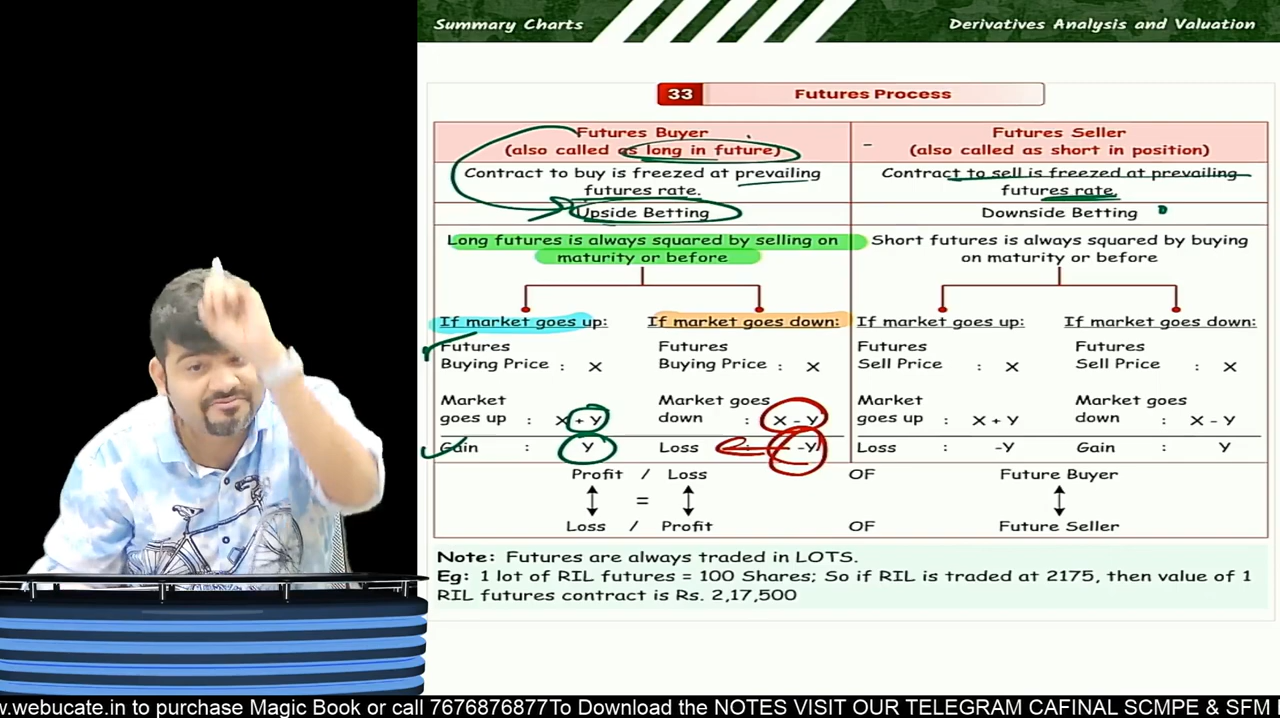 Summary Charts
Derivatives Analysis and Valuation
33 Futures Process
Futures Buyer
(also called as long in future)
Contract to buy is freezed at prevailing
futures rate.
Upside Betting
Long futures is always squared by selling on
maturity or before
If market goes up:
Futures
Buying Price : X
Market
goes up : X + Y
Gain : Y
If market goes down:
Futures
Buying Price : X
Market goes
down : X - Y
Loss : -Y
Futures Seller
(also called as short in position)
Contract to sell is freezed at prevailing
futures rate.
Downside Betting
Short futures is always squared by buying
on maturity or before
If market goes up:
Futures
Sell Price : X
Market
goes up : X + Y
Loss : -Y
If market goes down:
Futures
Sell Price : X
Market goes
down : X - Y
Gain : Y
Profit / Loss OF Future Buyer
=
Loss / Profit OF Future Seller
Note: Futures are always traded in LOTS.
Eg: 1 lot of RIL futures = 100 Shares; So if RIL is traded at 2175, then value of 1
RIL futures contract is Rs. 2,17,500
w.webucate.in to purchase Magic Book or call 7676876877To Download the NOTES VISIT OUR TELEGRAM CAFINAL SCMPE & SFM